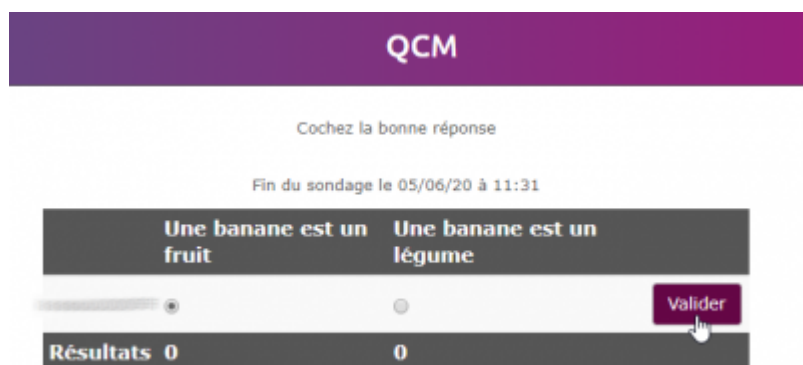 QCM
Cochez la bonne réponse
Fin du sondage le 05/06/20 à 11:31
Une banane est un fruit
Une banane est un légume
Valider
Résultats 0 0